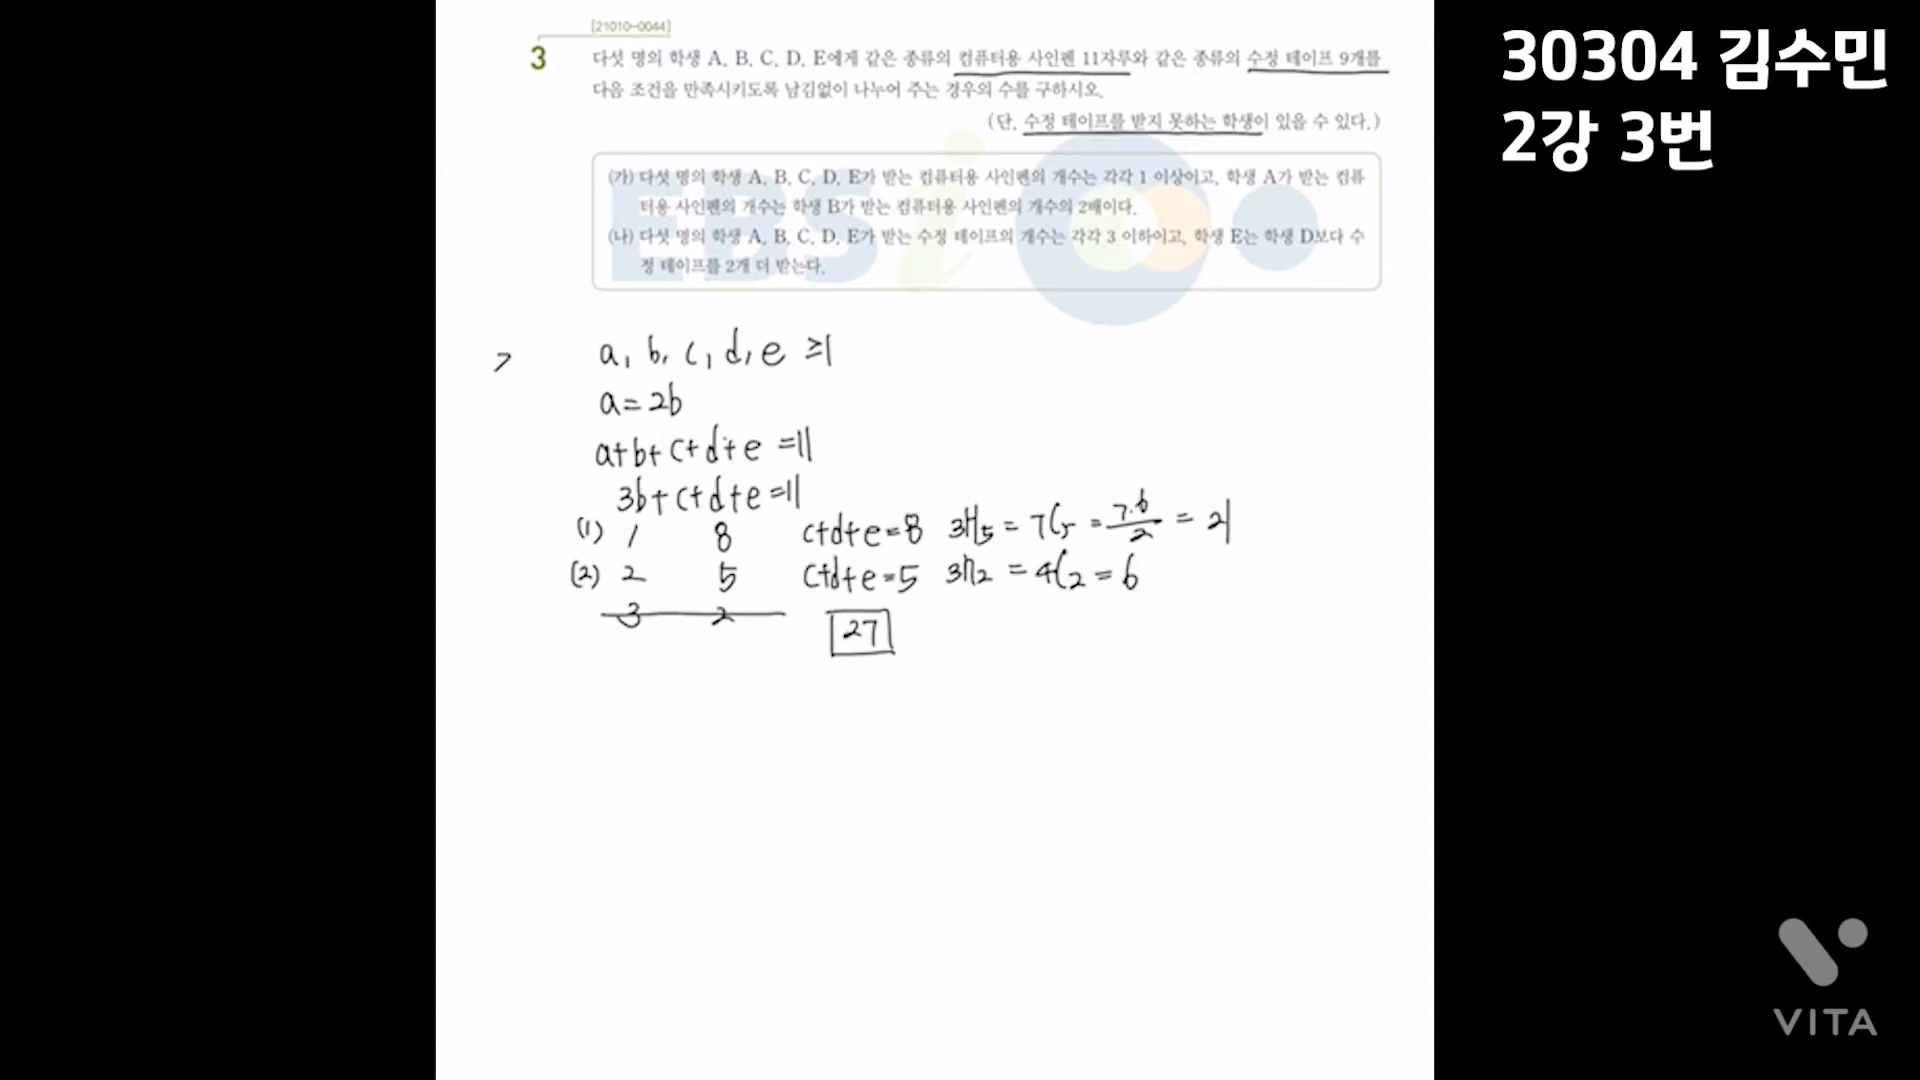 [21010-0044]
3 다섯 명의 학생 A, B, C, D, E에게 같은 종류의 컴퓨터용 사인펜 11자루와 같은 종류의 수정 테이프 9개를
다음 조건을 만족시키도록 남김없이 나누어 주는 경우의 수를 구하시오.
(단, 수정 테이프를 받지 못하는 학생이 있을 수 있다.)
(가) 다섯 명의 학생 A, B, C, D, E가 받는 컴퓨터용 사인펜의 개수는 각각 1 이상이고, 학생 A가 받는 컴퓨
터용 사인펜의 개수는 학생 B가 받는 컴퓨터용 사인펜의 개수의 2배이다.
(나) 다섯 명의 학생 A, B, C, D, E가 받는 수정 테이프의 개수는 각각 3 이하이고, 학생 E는 학생 D보다 수
정 테이프를 2개 더 받는다.
EBSi
a, b, c, d, e ≥1
a=2b
a+b+c+d+e=11
3b+c+d+e=11
(1) 1 8 c+d+e=8 3H5 = 7C5 = 7·6/2 = 21
(2) 2 5 c+d+e=5 3H2 = 4C2 = 6
3 2
27
30304 김수민
2강 3번
VITA